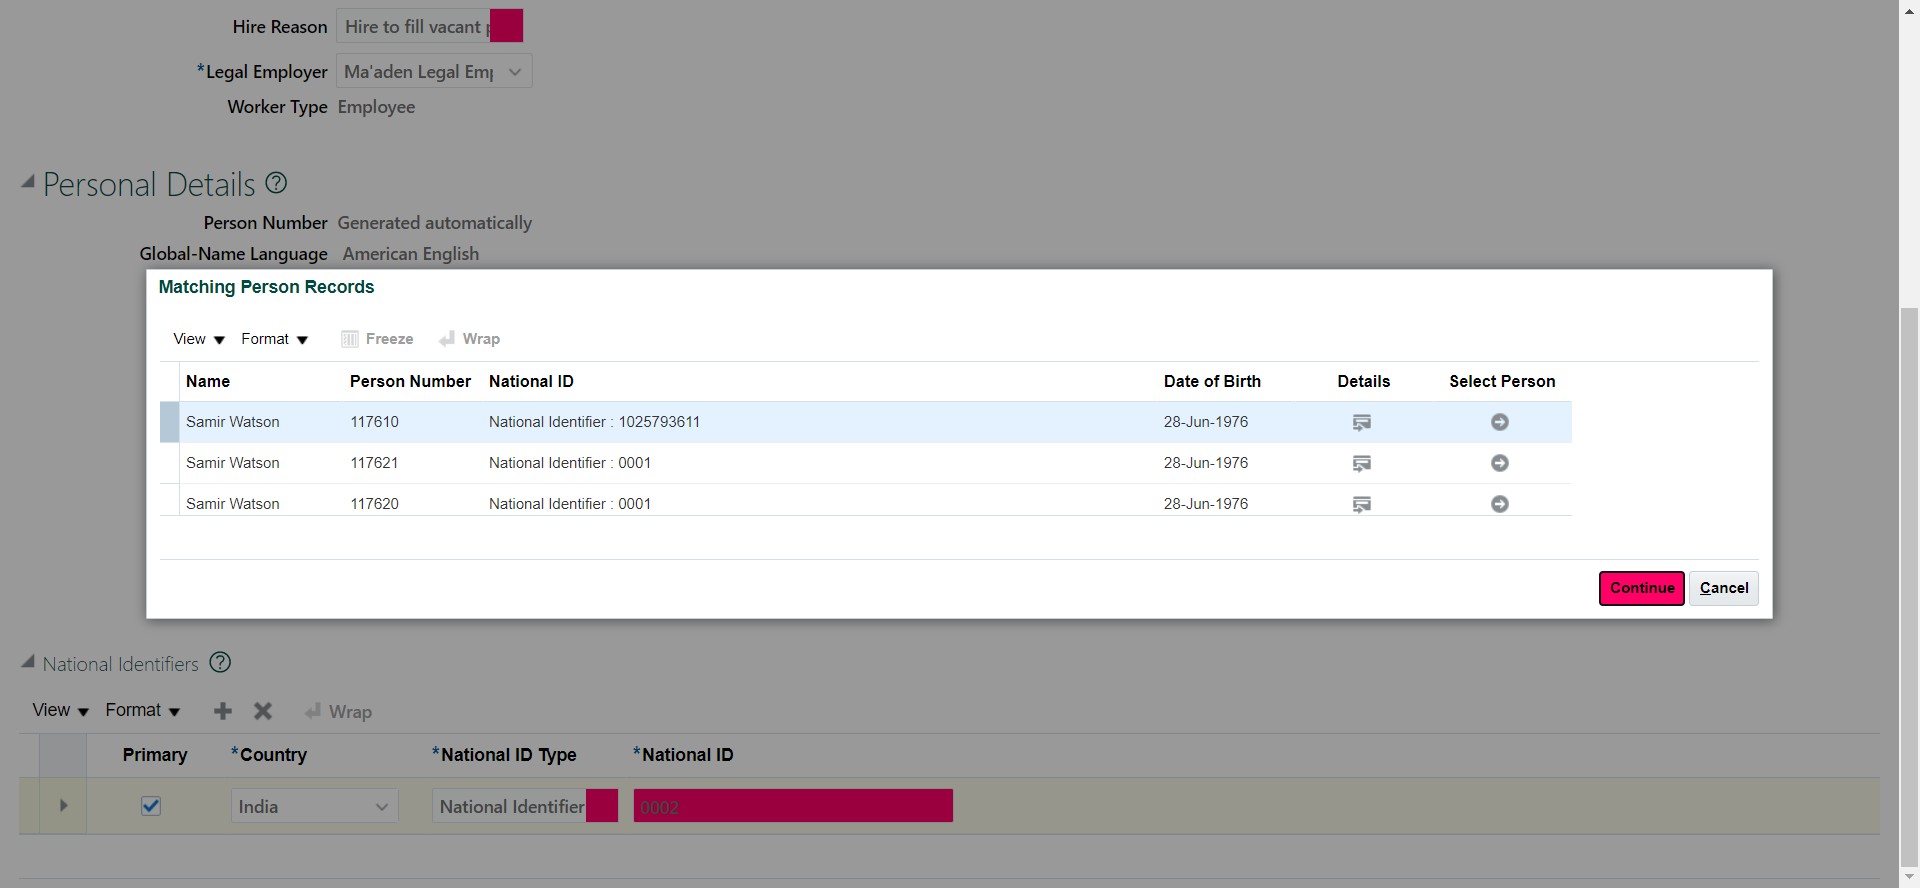 Hire Reason Hire to fill vacant
*Legal Employer Ma'aden Legal Emp
Worker Type Employee
Personal Details ?
Person Number Generated automatically
Global-Name Language American English
Matching Person Records
View Format Freeze Wrap
Name Person Number National ID Date of Birth Details Select Person
Samir Watson 117610 National Identifier : 1025793611 28-Jun-1976
Samir Watson 117621 National Identifier : 0001 28-Jun-1976
Samir Watson 117620 National Identifier : 0001 28-Jun-1976
Continue Cancel
National Identifiers ?
View Format Wrap
Primary *Country *National ID Type *National ID
India National Identifier 0002